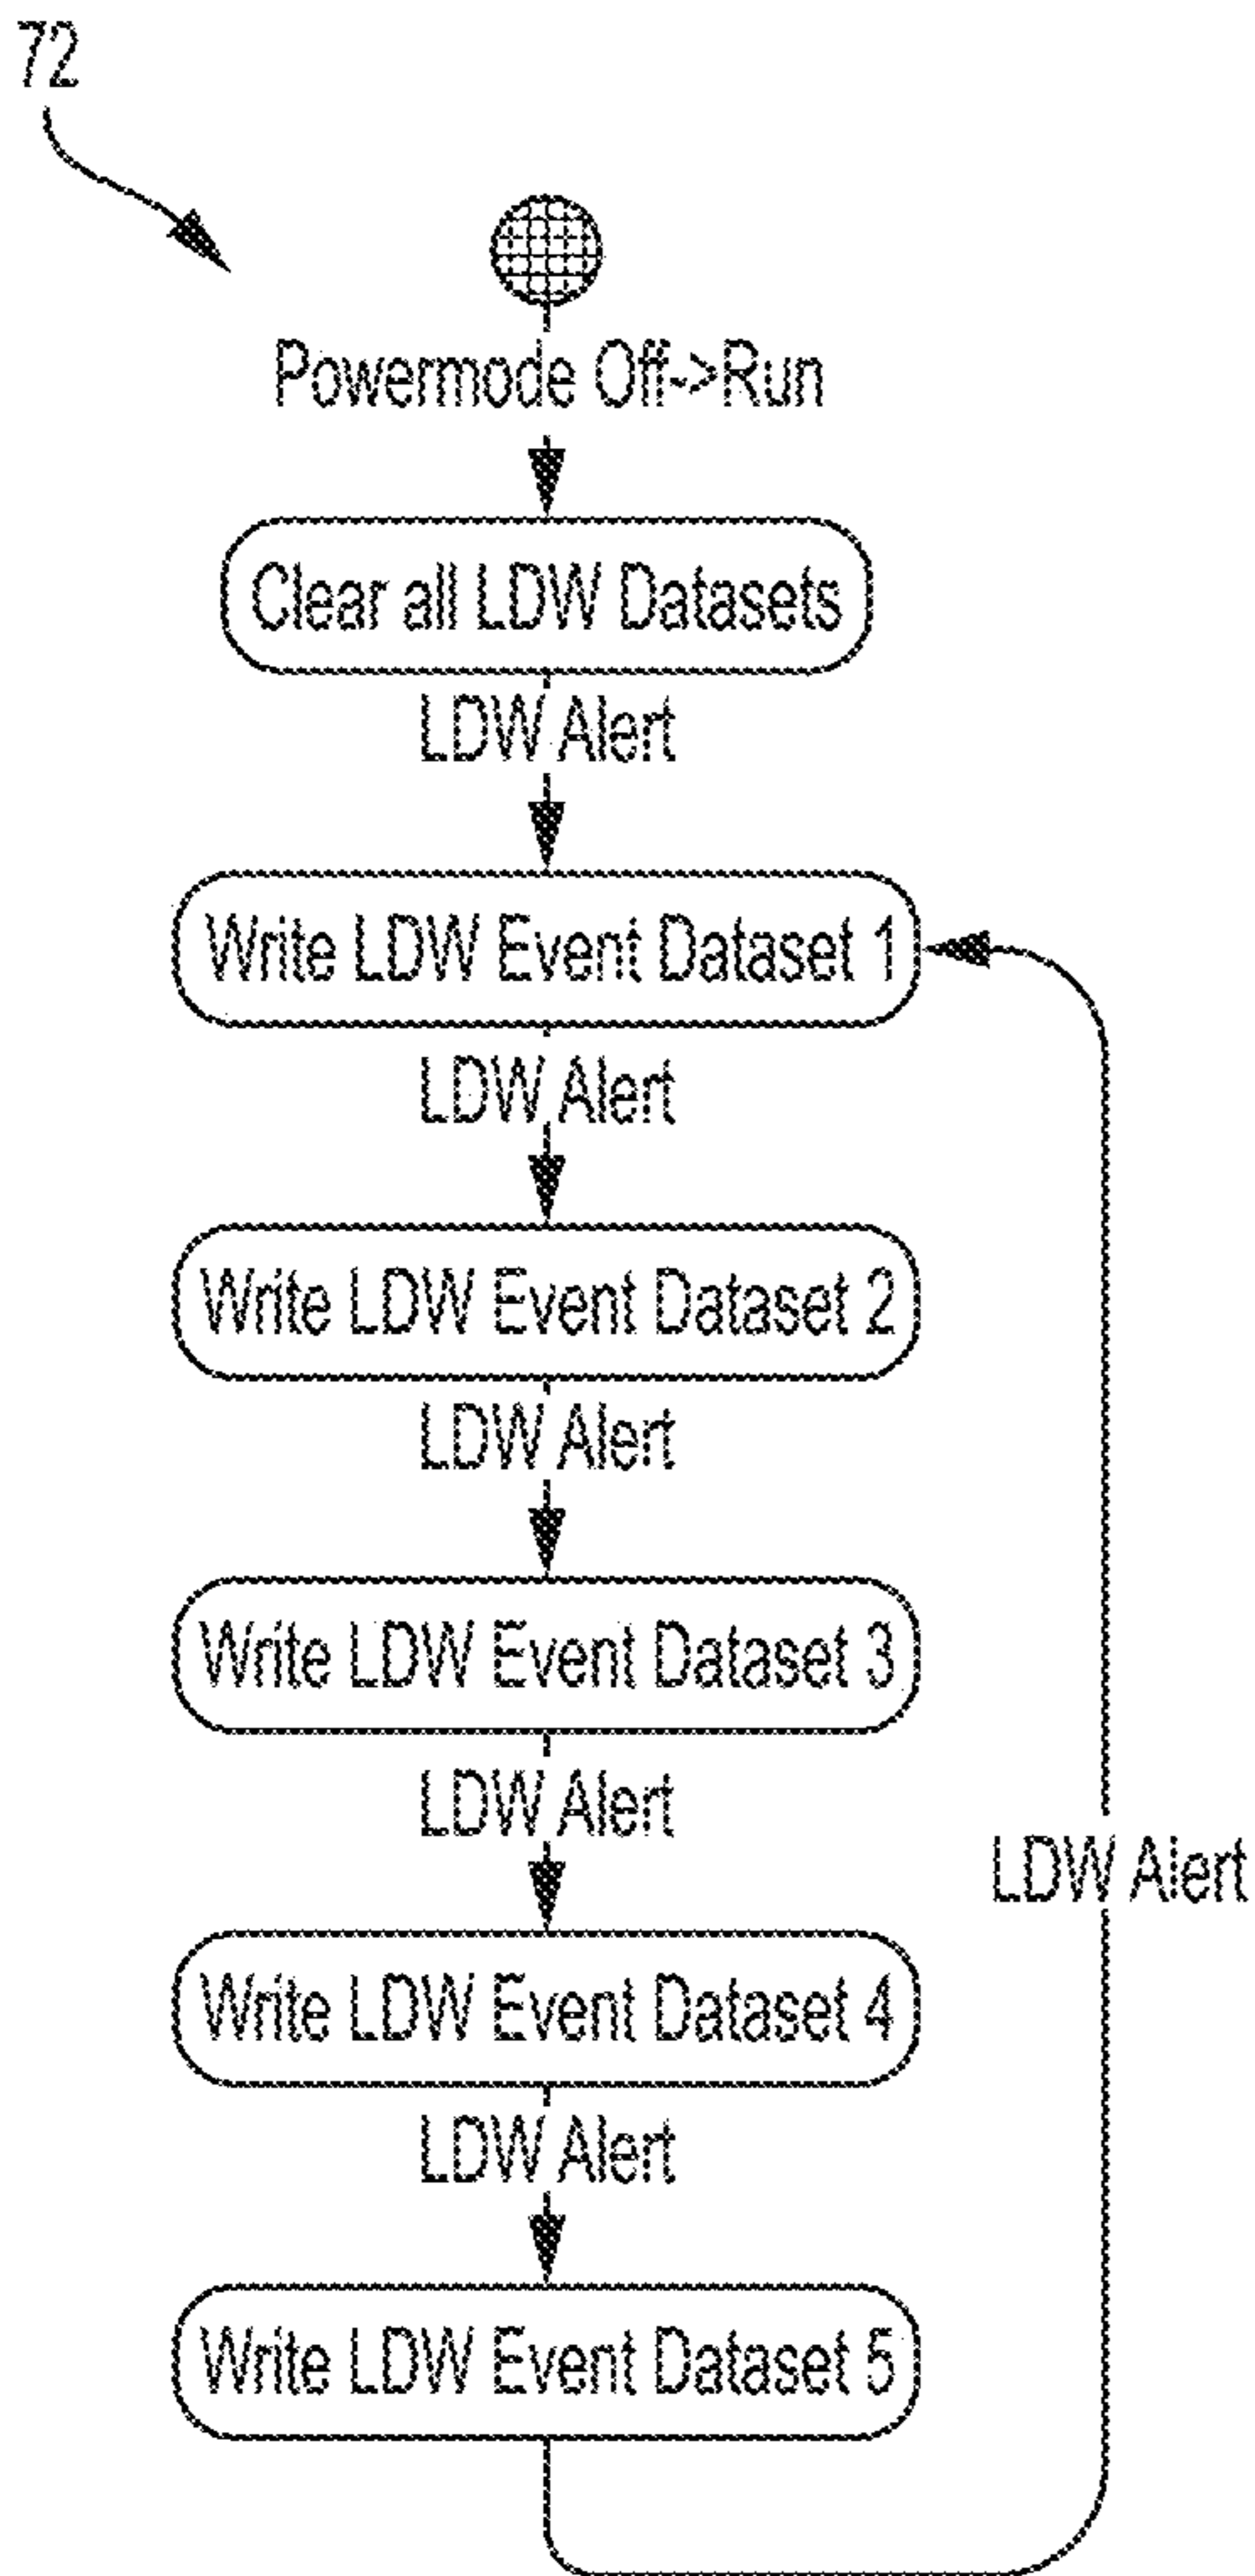 72
Powermode Off->Run
Clear all LDW Datasets
LDW Alert
Write LDW Event Dataset 1
LDW Alert
Write LDW Event Dataset 2
LDW Alert
Write LDW Event Dataset 3
LDW Alert
LDW Alert
Write LDW Event Dataset 4
LDW Alert
Write LDW Event Dataset 5